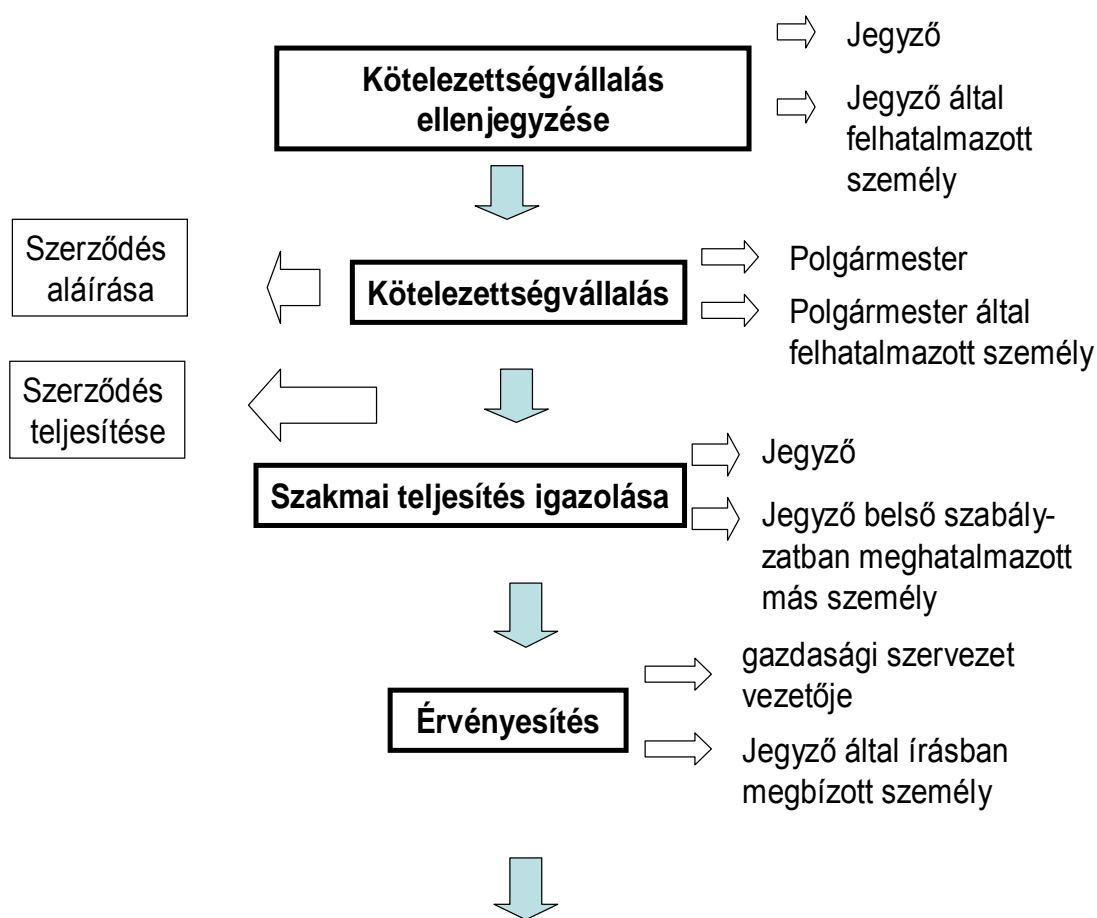 Kötelezettségvállalás
ellenjegyzése
Jegyző
Jegyző által
felhatalmazott
személy
Szerződés
aláírása
Kötelezettségvállalás
Polgármester
Polgármester által
felhatalmazott személy
Szerződés
teljesítése
Szakmai teljesítés igazolása
Jegyző
Jegyző belső szabály-
zatban meghatalmazott
más személy
Érvényesítés
gazdasági szervezet
vezetője
Jegyző által írásban
megbízott személy